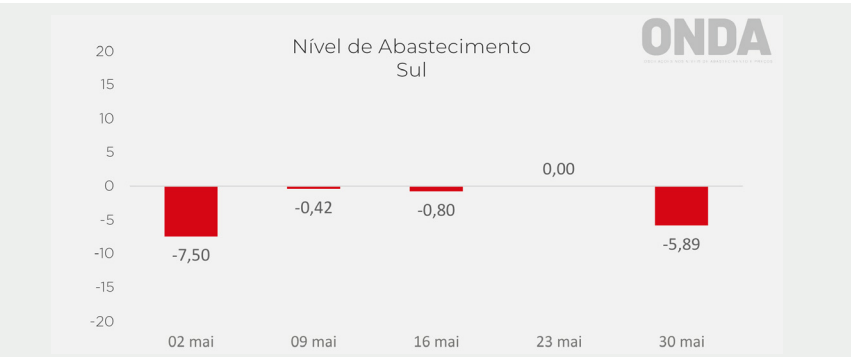 ONDA
Nível de Abastecimento
Sul
20
15
10
5
0
-5
-10
-15
-20
0,00
-0,42
-0,80
-7,50
-5,89
02 mai
09 mai
16 mai
23 mai
30 mai